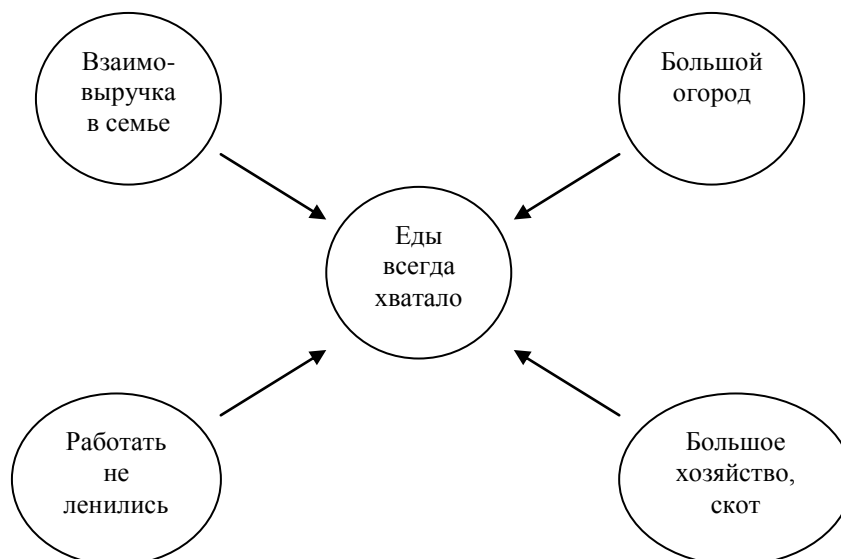 Взаимо-
выручка
в семье
Большой
огород
Еды
всегда
хватало
Работать
не
ленились
Большое
хозяйство,
скот